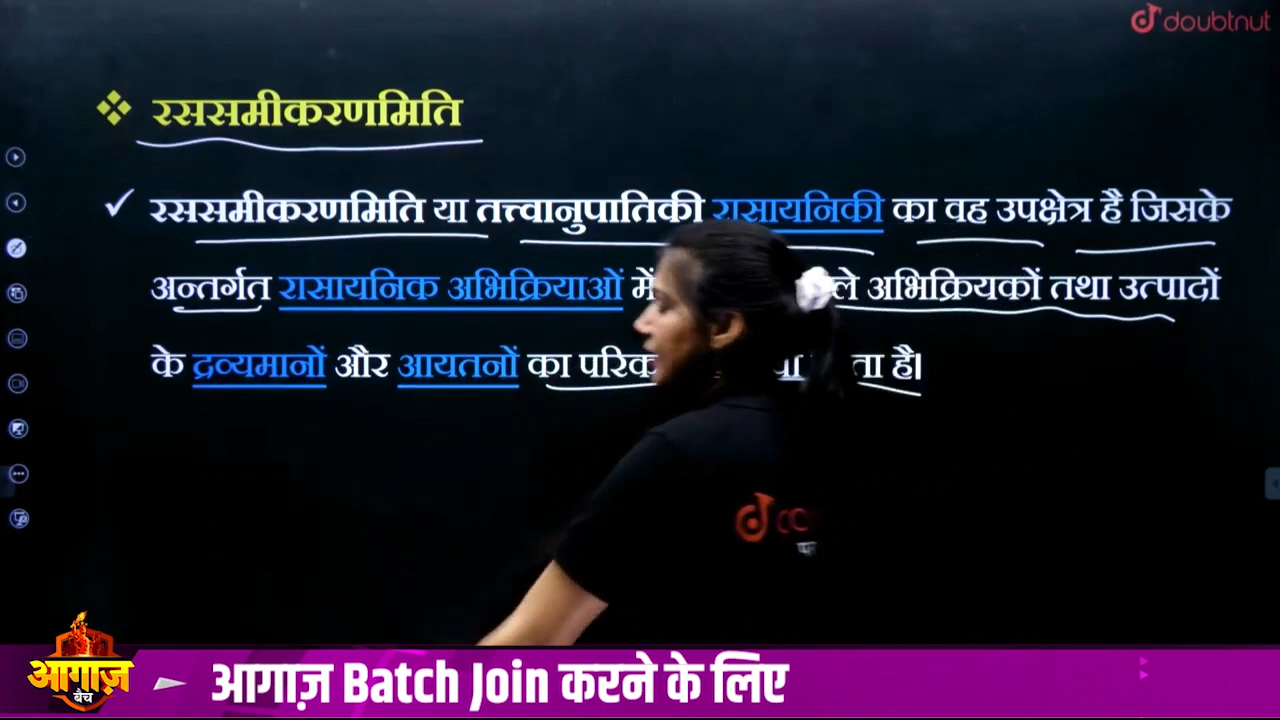 doubtnut
❖ रससमीकरणमिति
✓ रससमीकरणमिति या तत्त्वानुपातिकी रासायनिकी का वह उपक्षेत्र है जिसके
अन्तर्गत रासायनिक अभिक्रियाओं में अभिक्रियकों तथा उत्पादों
के द्रव्यमानों और आयतनों का है।
आगाज़
बैच
आगाज़ Batch Join करने के लिए